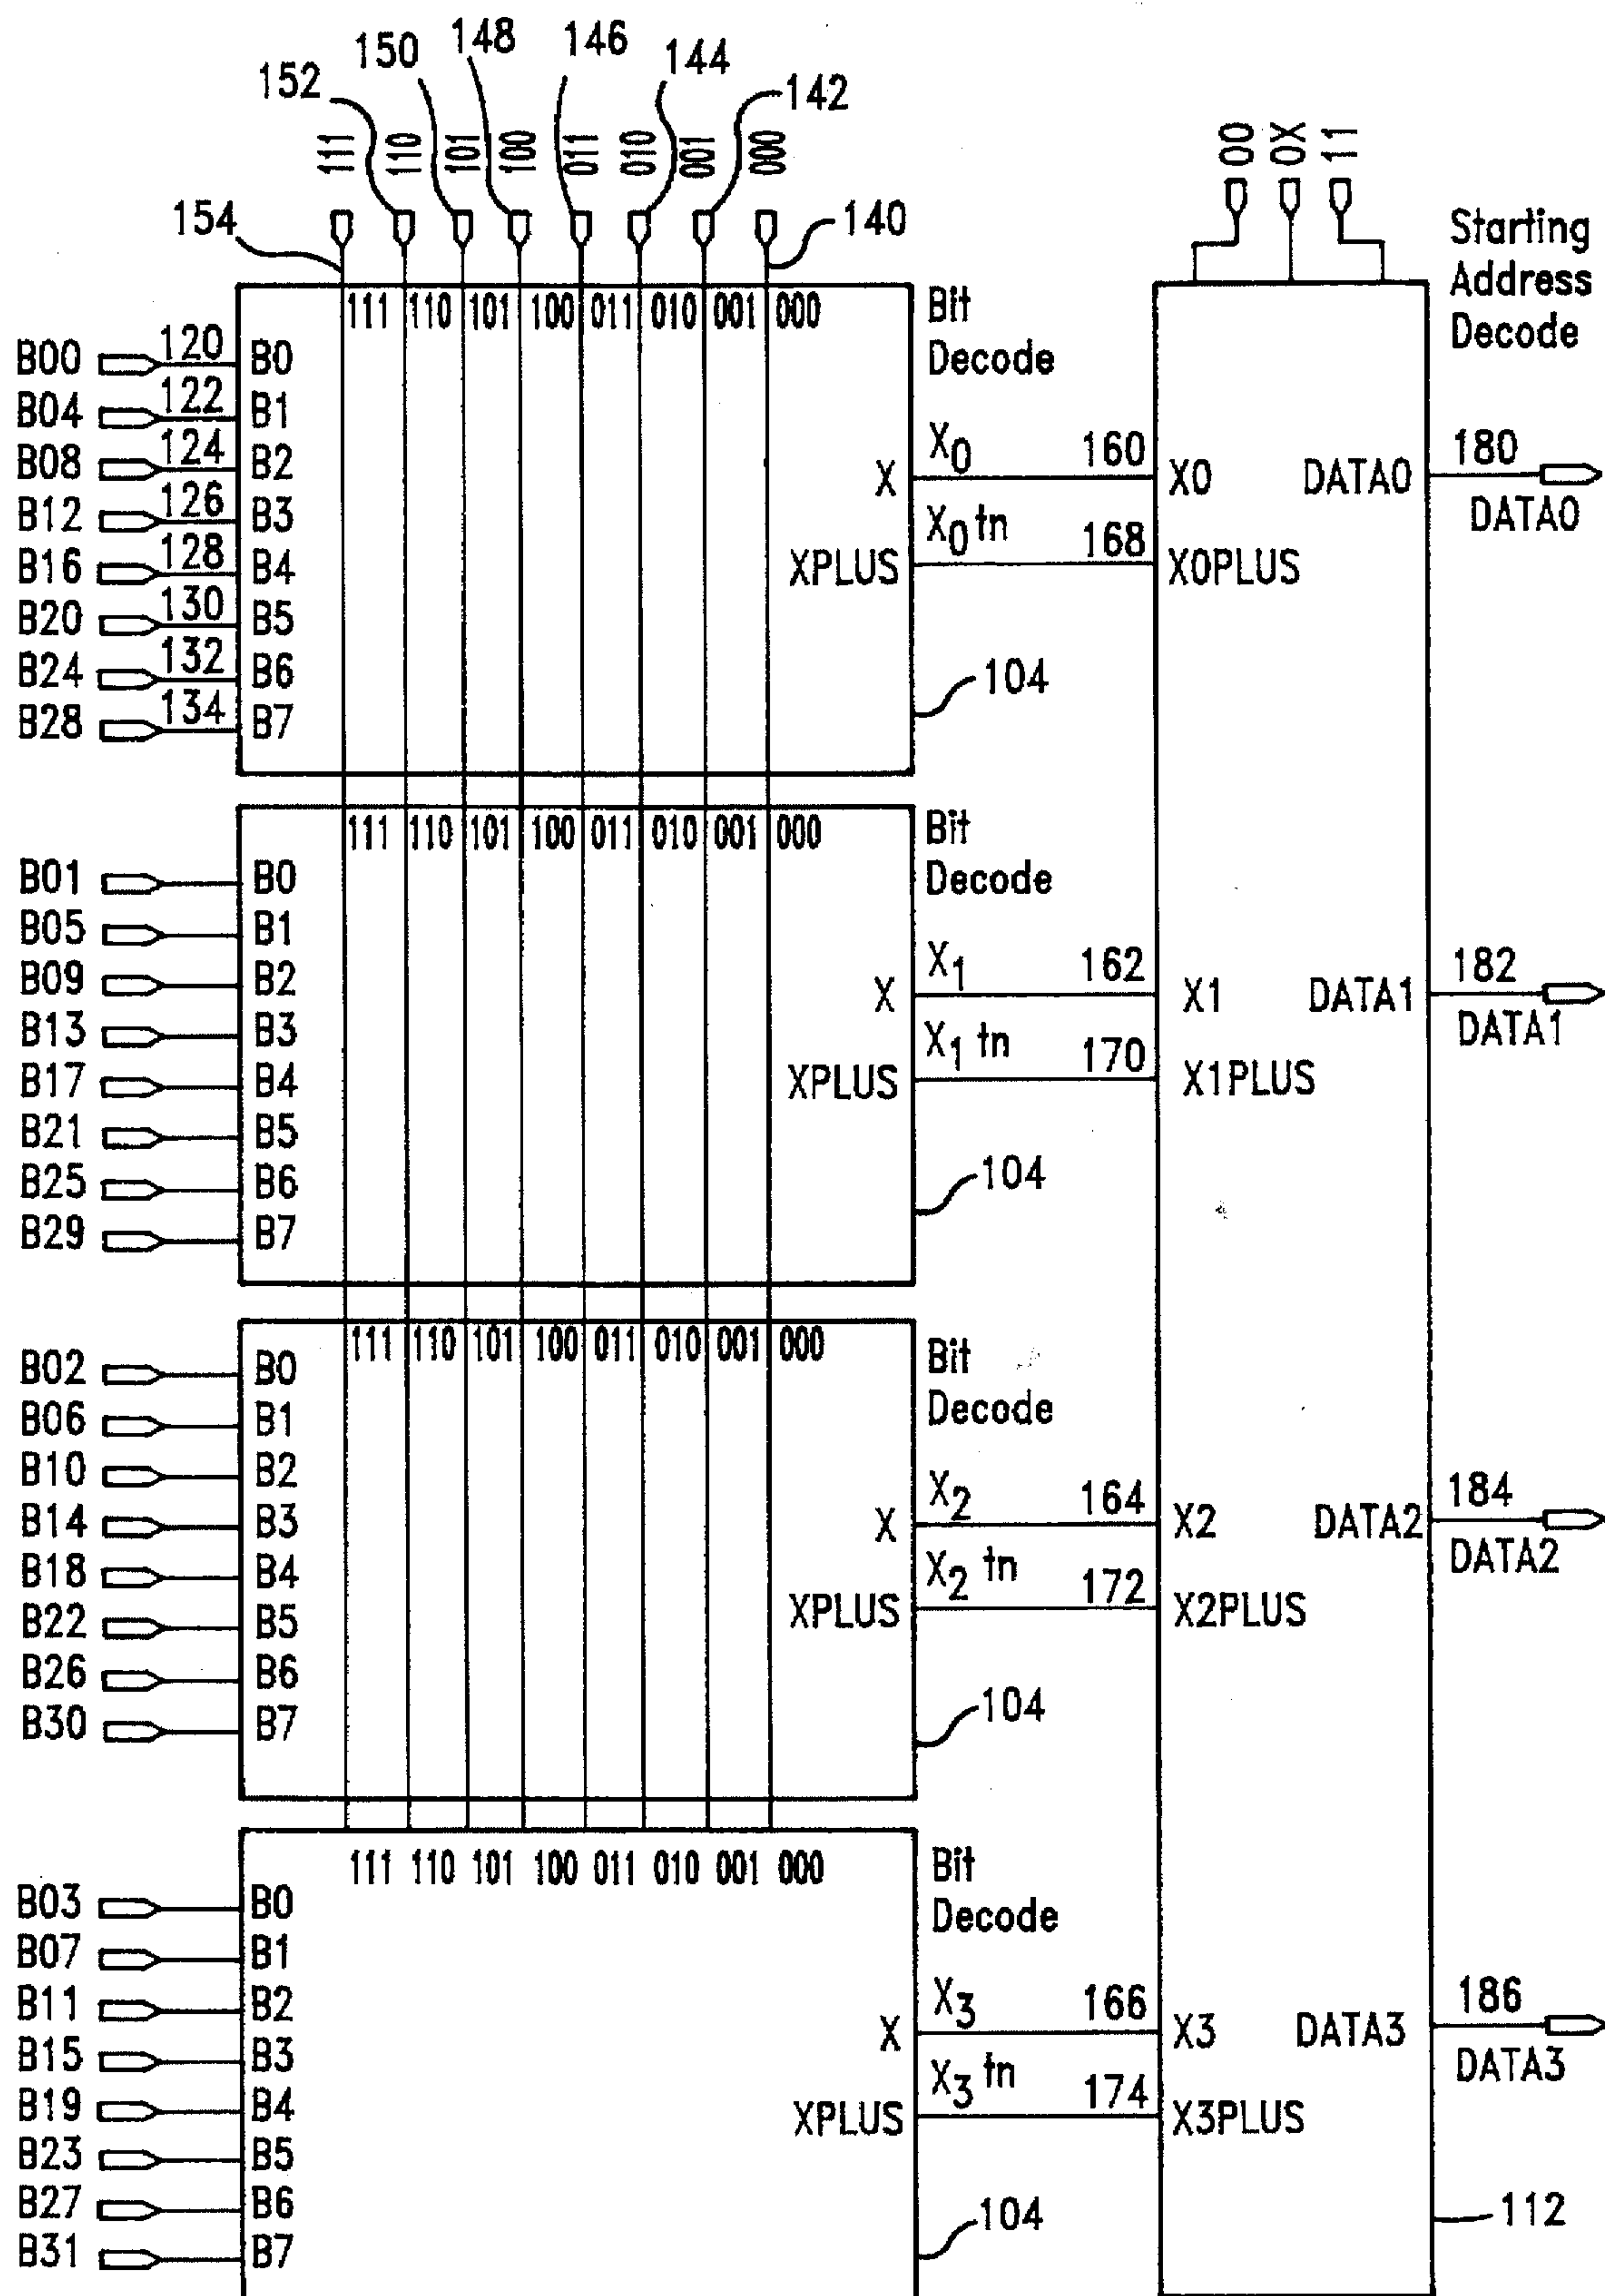 152 150 148 146 144 142
111 110 101 100 011 010 001 000
154 140
00 0X 11
Starting
Address
Decode
111 110 101 100 011 010 001 000
Bit
Decode
B00 120 B0
B04 122 B1
B08 124 B2
B12 126 B3
B16 128 B4
B20 130 B5
B24 132 B6
B28 134 B7
X X0 160 X0 DATA0 180
DATA0
XPLUS X0 tn 168 X0PLUS
104
111 110 101 100 011 010 001 000
Bit
Decode
B01 B0
B05 B1
B09 B2
B13 B3
B17 B4
B21 B5
B25 B6
B29 B7
X X1 162 X1 DATA1 182
DATA1
XPLUS X1 tn 170 X1PLUS
104
111 110 101 100 011 010 001 000
Bit
Decode
B02 B0
B06 B1
B10 B2
B14 B3
B18 B4
B22 B5
B26 B6
B30 B7
X X2 164 X2 DATA2 184
DATA2
XPLUS X2 tn 172 X2PLUS
104
111 110 101 100 011 010 001 000
Bit
Decode
B03 B0
B07 B1
B11 B2
B15 B3
B19 B4
B23 B5
B27 B6
B31 B7
X X3 166 X3 DATA3 186
DATA3
XPLUS X3 tn 174 X3PLUS
104
112